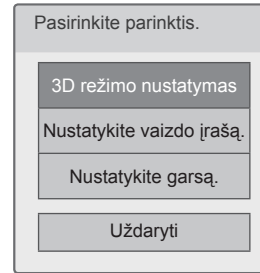 Pasirinkite parinktis.
3D režimo nustatymas
Nustatykite vaizdo įrašą.
Nustatykite garsą.
Uždaryti